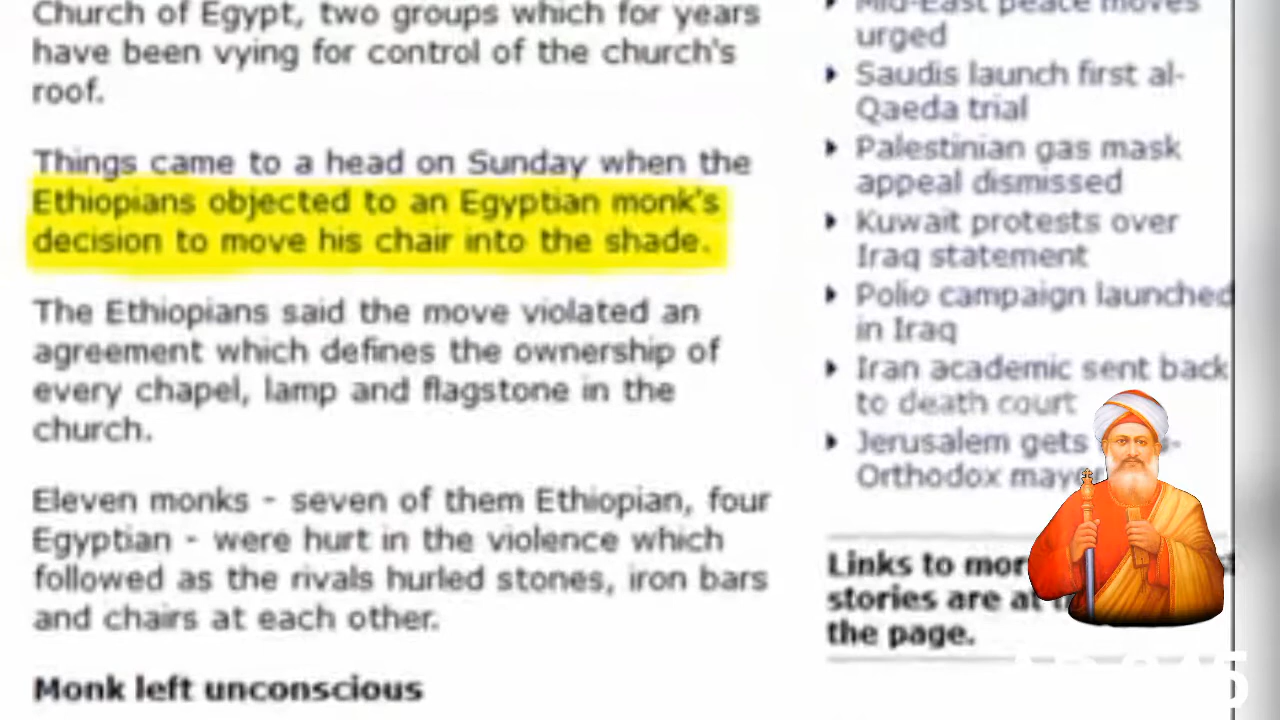 Church of Egypt, two groups which for years
have been vying for control of the church's
roof.
Things came to a head on Sunday when the
Ethiopians objected to an Egyptian monk's
decision to move his chair into the shade.
The Ethiopians said the move violated an
agreement which defines the ownership of
every chapel, lamp and flagstone in the
church.
Eleven monks - seven of them Ethiopian, four
Egyptian - were hurt in the violence which
followed as the rivals hurled stones, iron bars
and chairs at each other.
Monk left unconscious
Mid-East peace moves
urged
Saudis launch first al-
Qaeda trial
Palestinian gas mask
appeal dismissed
Kuwait protests over
Iraq statement
Polio campaign launched
in Iraq
Iran academic sent back
to death court
Jerusalem gets
Orthodox
Links to
stories are at
the page.